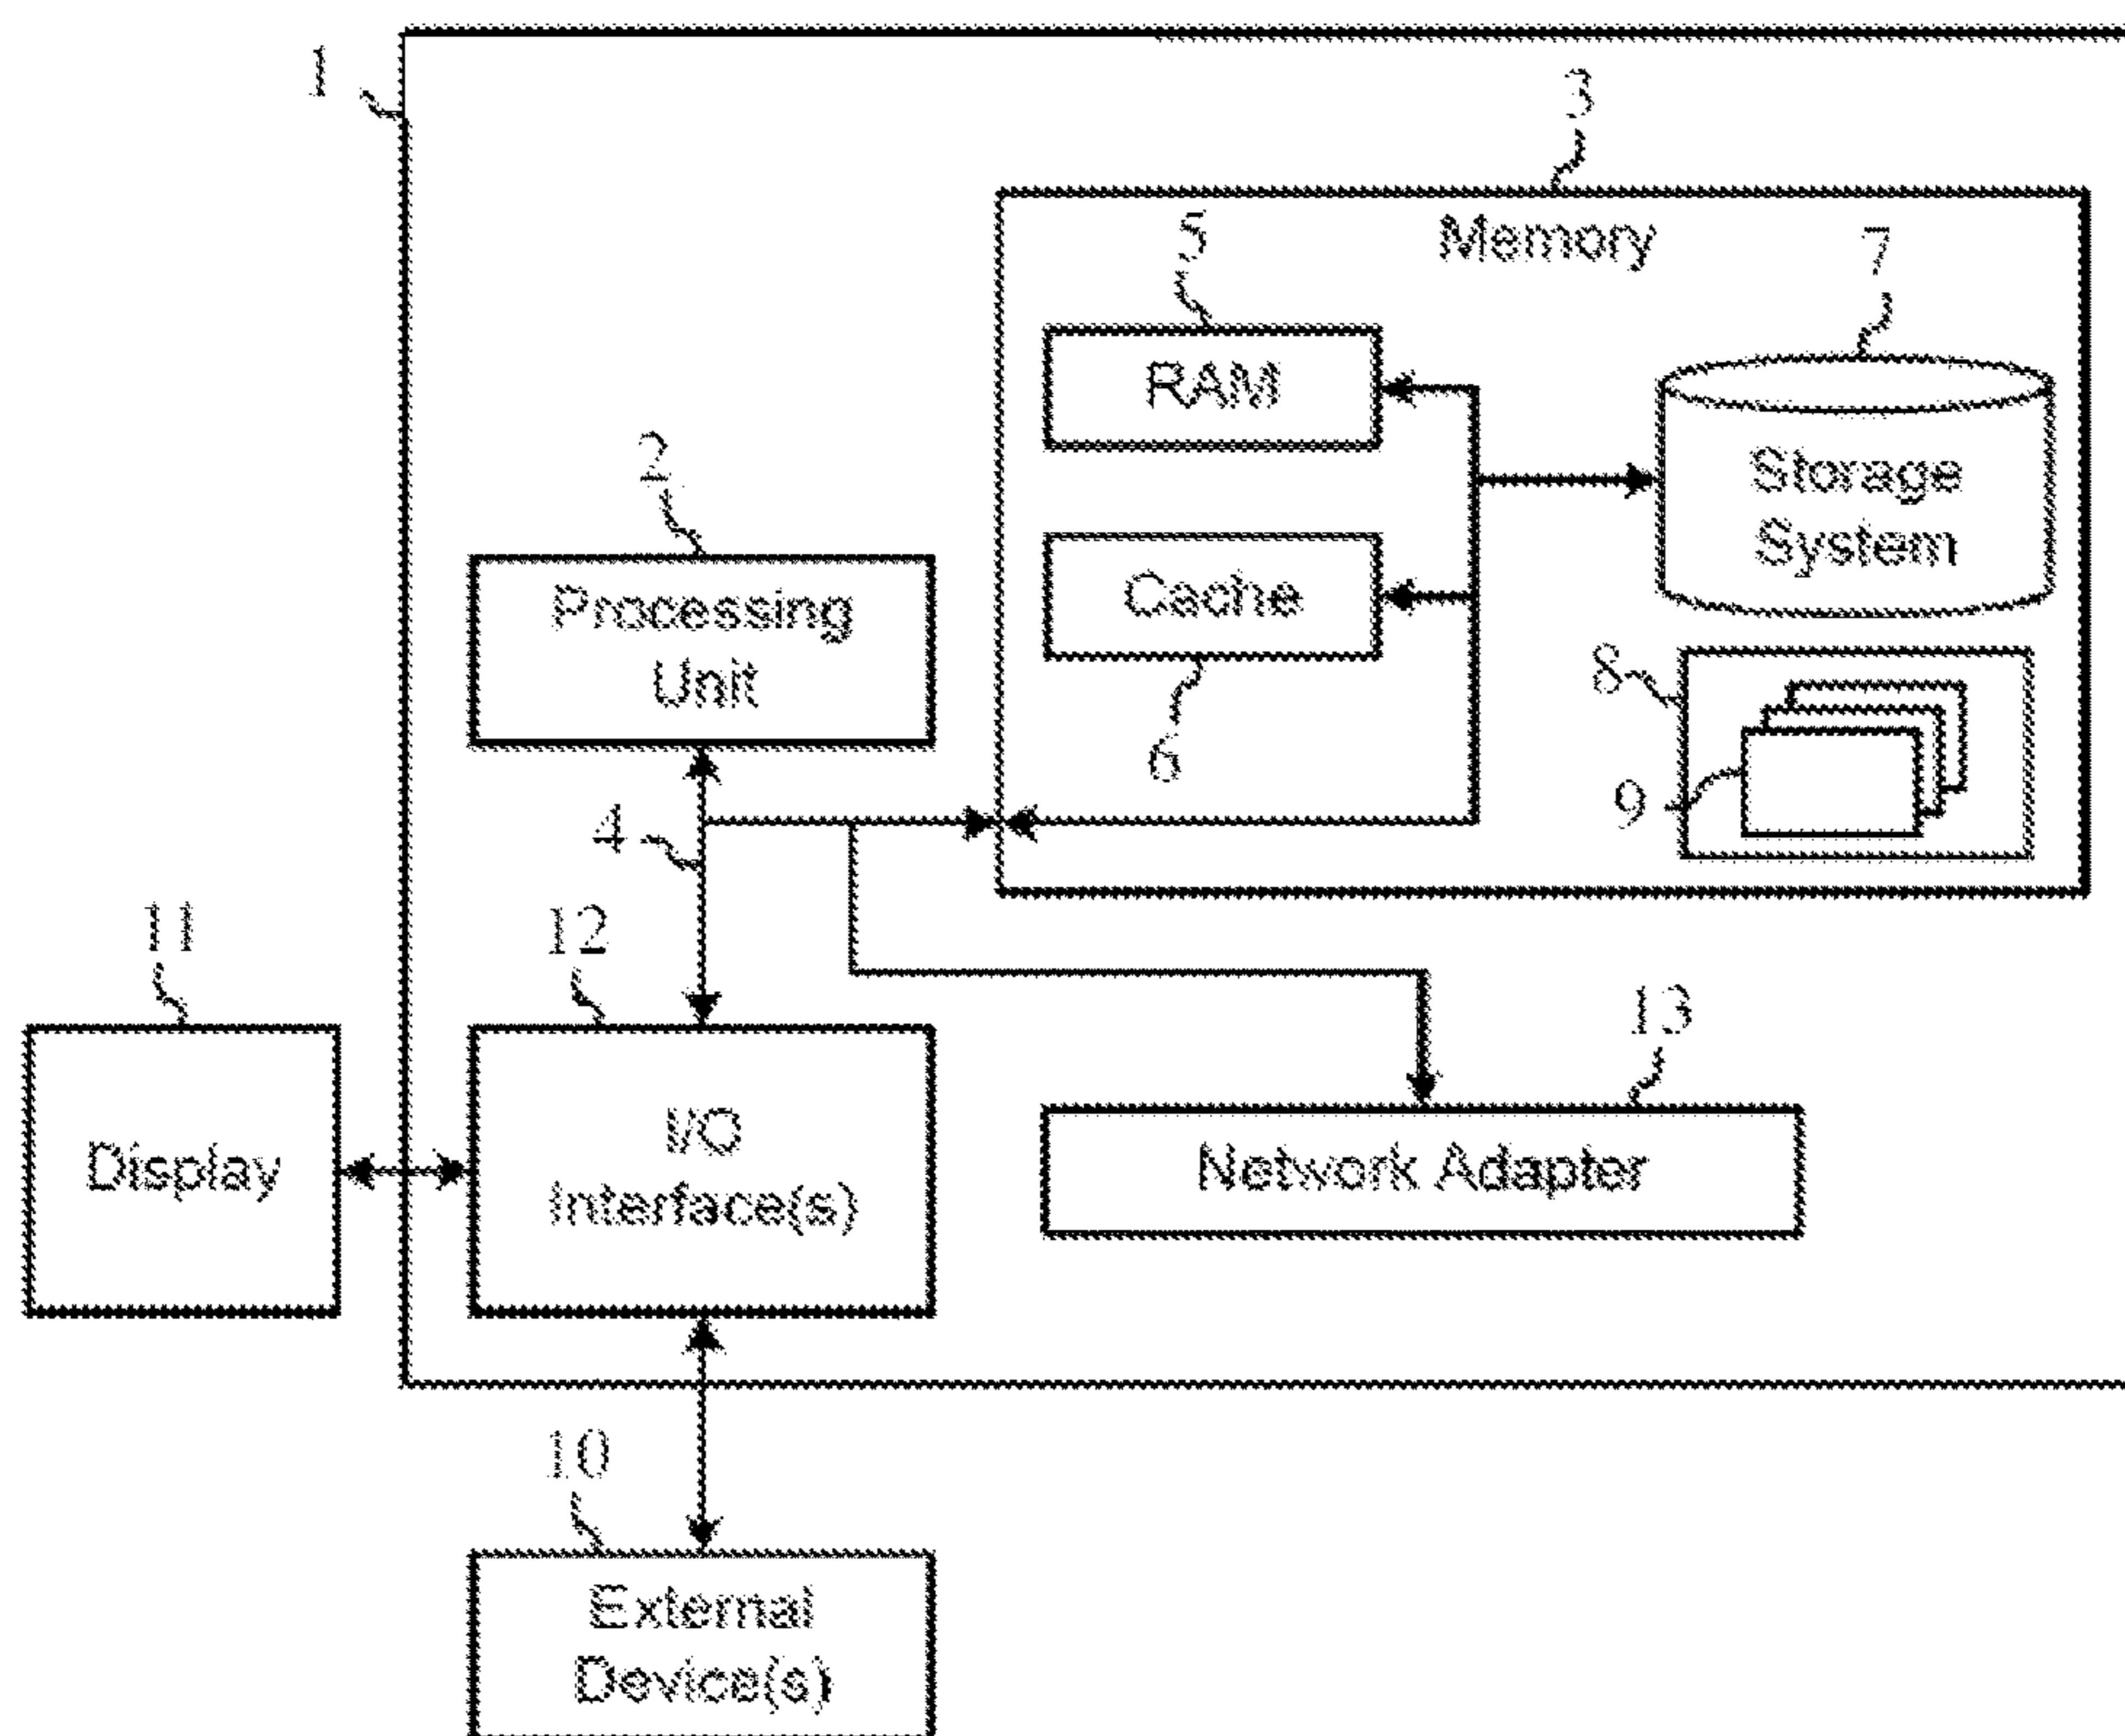 1
3
5
Memory
7
RAM
2
Storage
System
Cache
Processing
Unit
8
6
9
4
11
12
13
I/O
Interface(s)
Display
Network Adapter
10
External
Device(s)